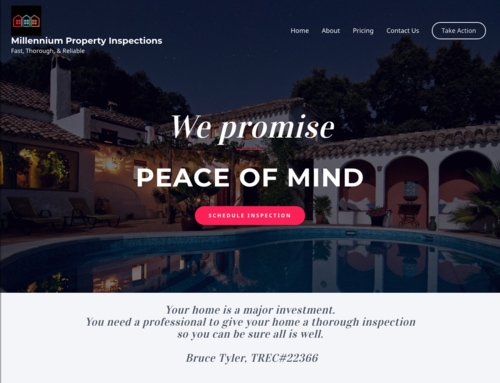 Millennium Property Inspections
Fast, Thorough, & Reliable
Home About Pricing Contact Us Take Action
We promise
PEACE OF MIND
SCHEDULE INSPECTION
Your home is a major investment.
You need a professional to give your home a thorough inspection
so you can be sure all is well.
Bruce Tyler, TREC#22366